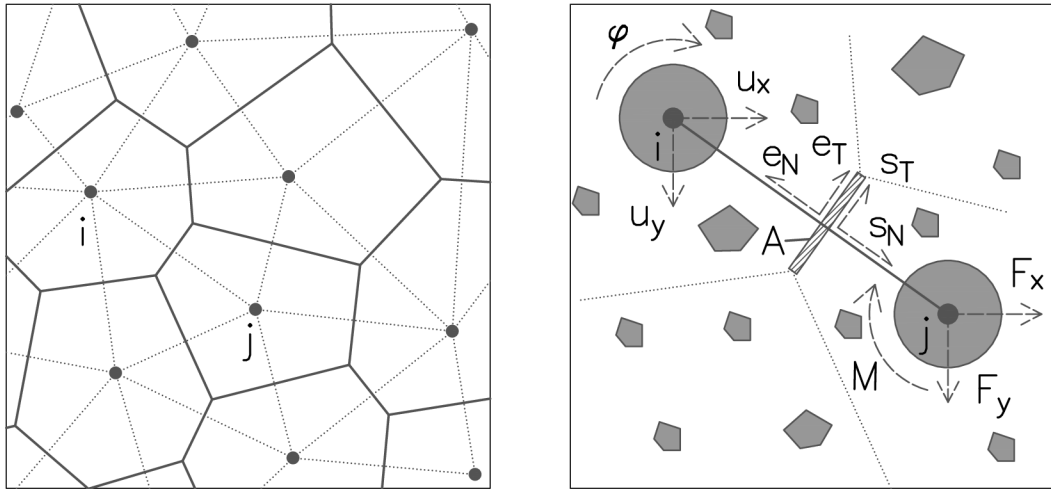 i
j
φ
u_x
i
e_N
e_T
s_T
u_y
A
s_N
F_x
j
M
F_y